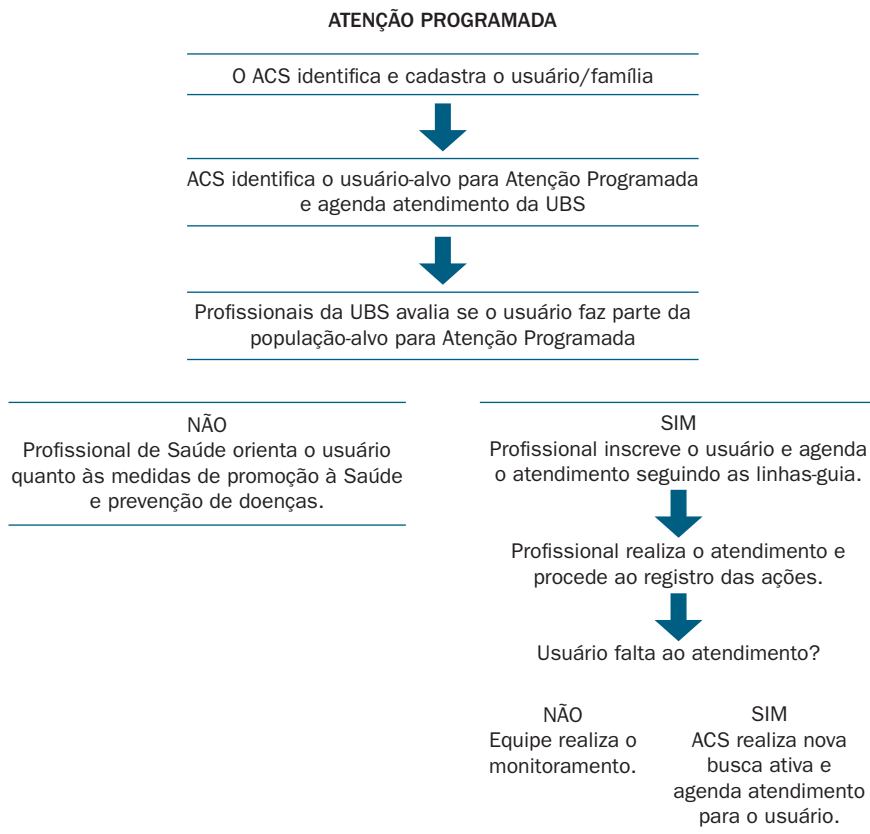 ATENÇÃO PROGRAMADA
O ACS identifica e cadastra o usuário/família
ACS identifica o usuário-alvo para Atenção Programada
e agenda atendimento da UBS
Profissionais da UBS avalia se o usuário faz parte da
população-alvo para Atenção Programada
NÃO
Profissional de Saúde orienta o usuário
quanto às medidas de promoção à Saúde
e prevenção de doenças.
SIM
Profissional inscreve o usuário e agenda
o atendimento seguindo as linhas-guia.
Profissional realiza o atendimento e
procede ao registro das ações.
Usuário falta ao atendimento?
NÃO
Equipe realiza o
monitoramento.
SIM
ACS realiza nova
busca ativa e
agenda atendimento
para o usuário.